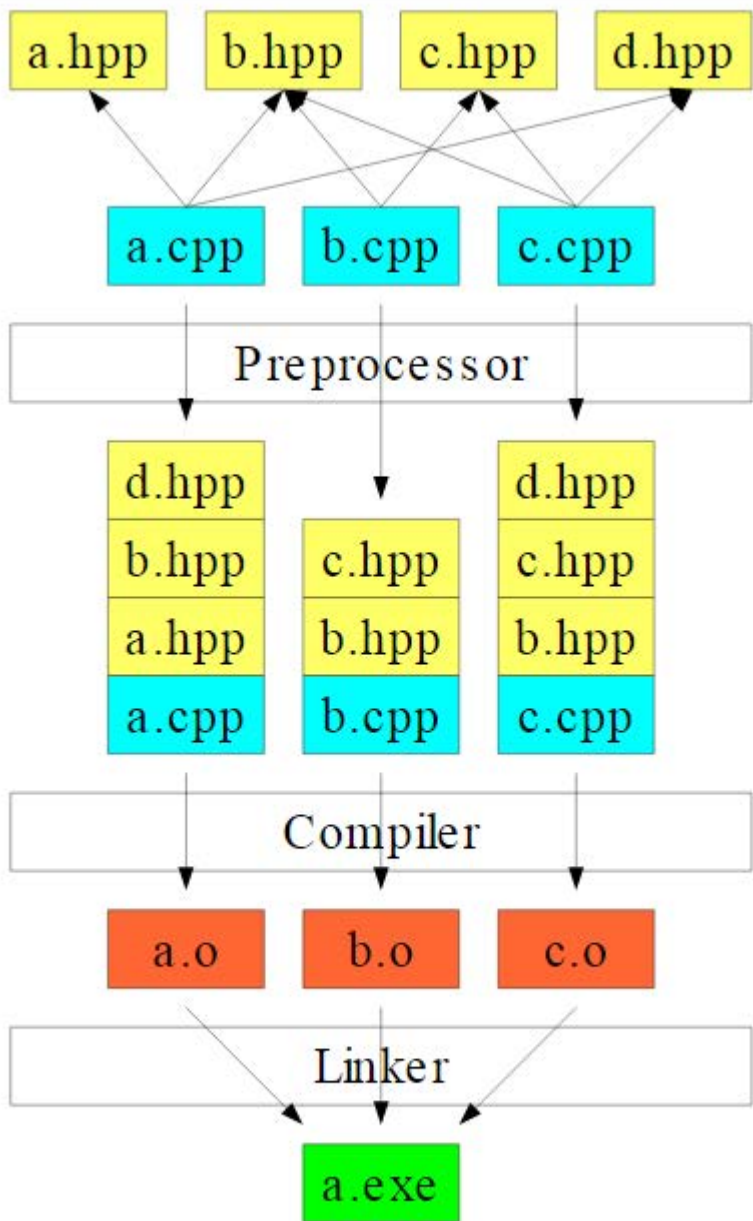 a.hpp b.hpp c.hpp d.hpp
a.cpp b.cpp c.cpp
Preprocessor
d.hpp d.hpp
b.hpp c.hpp c.hpp
a.hpp b.hpp b.hpp
a.cpp b.cpp c.cpp
Compiler
a.o b.o c.o
Linker
a.exe